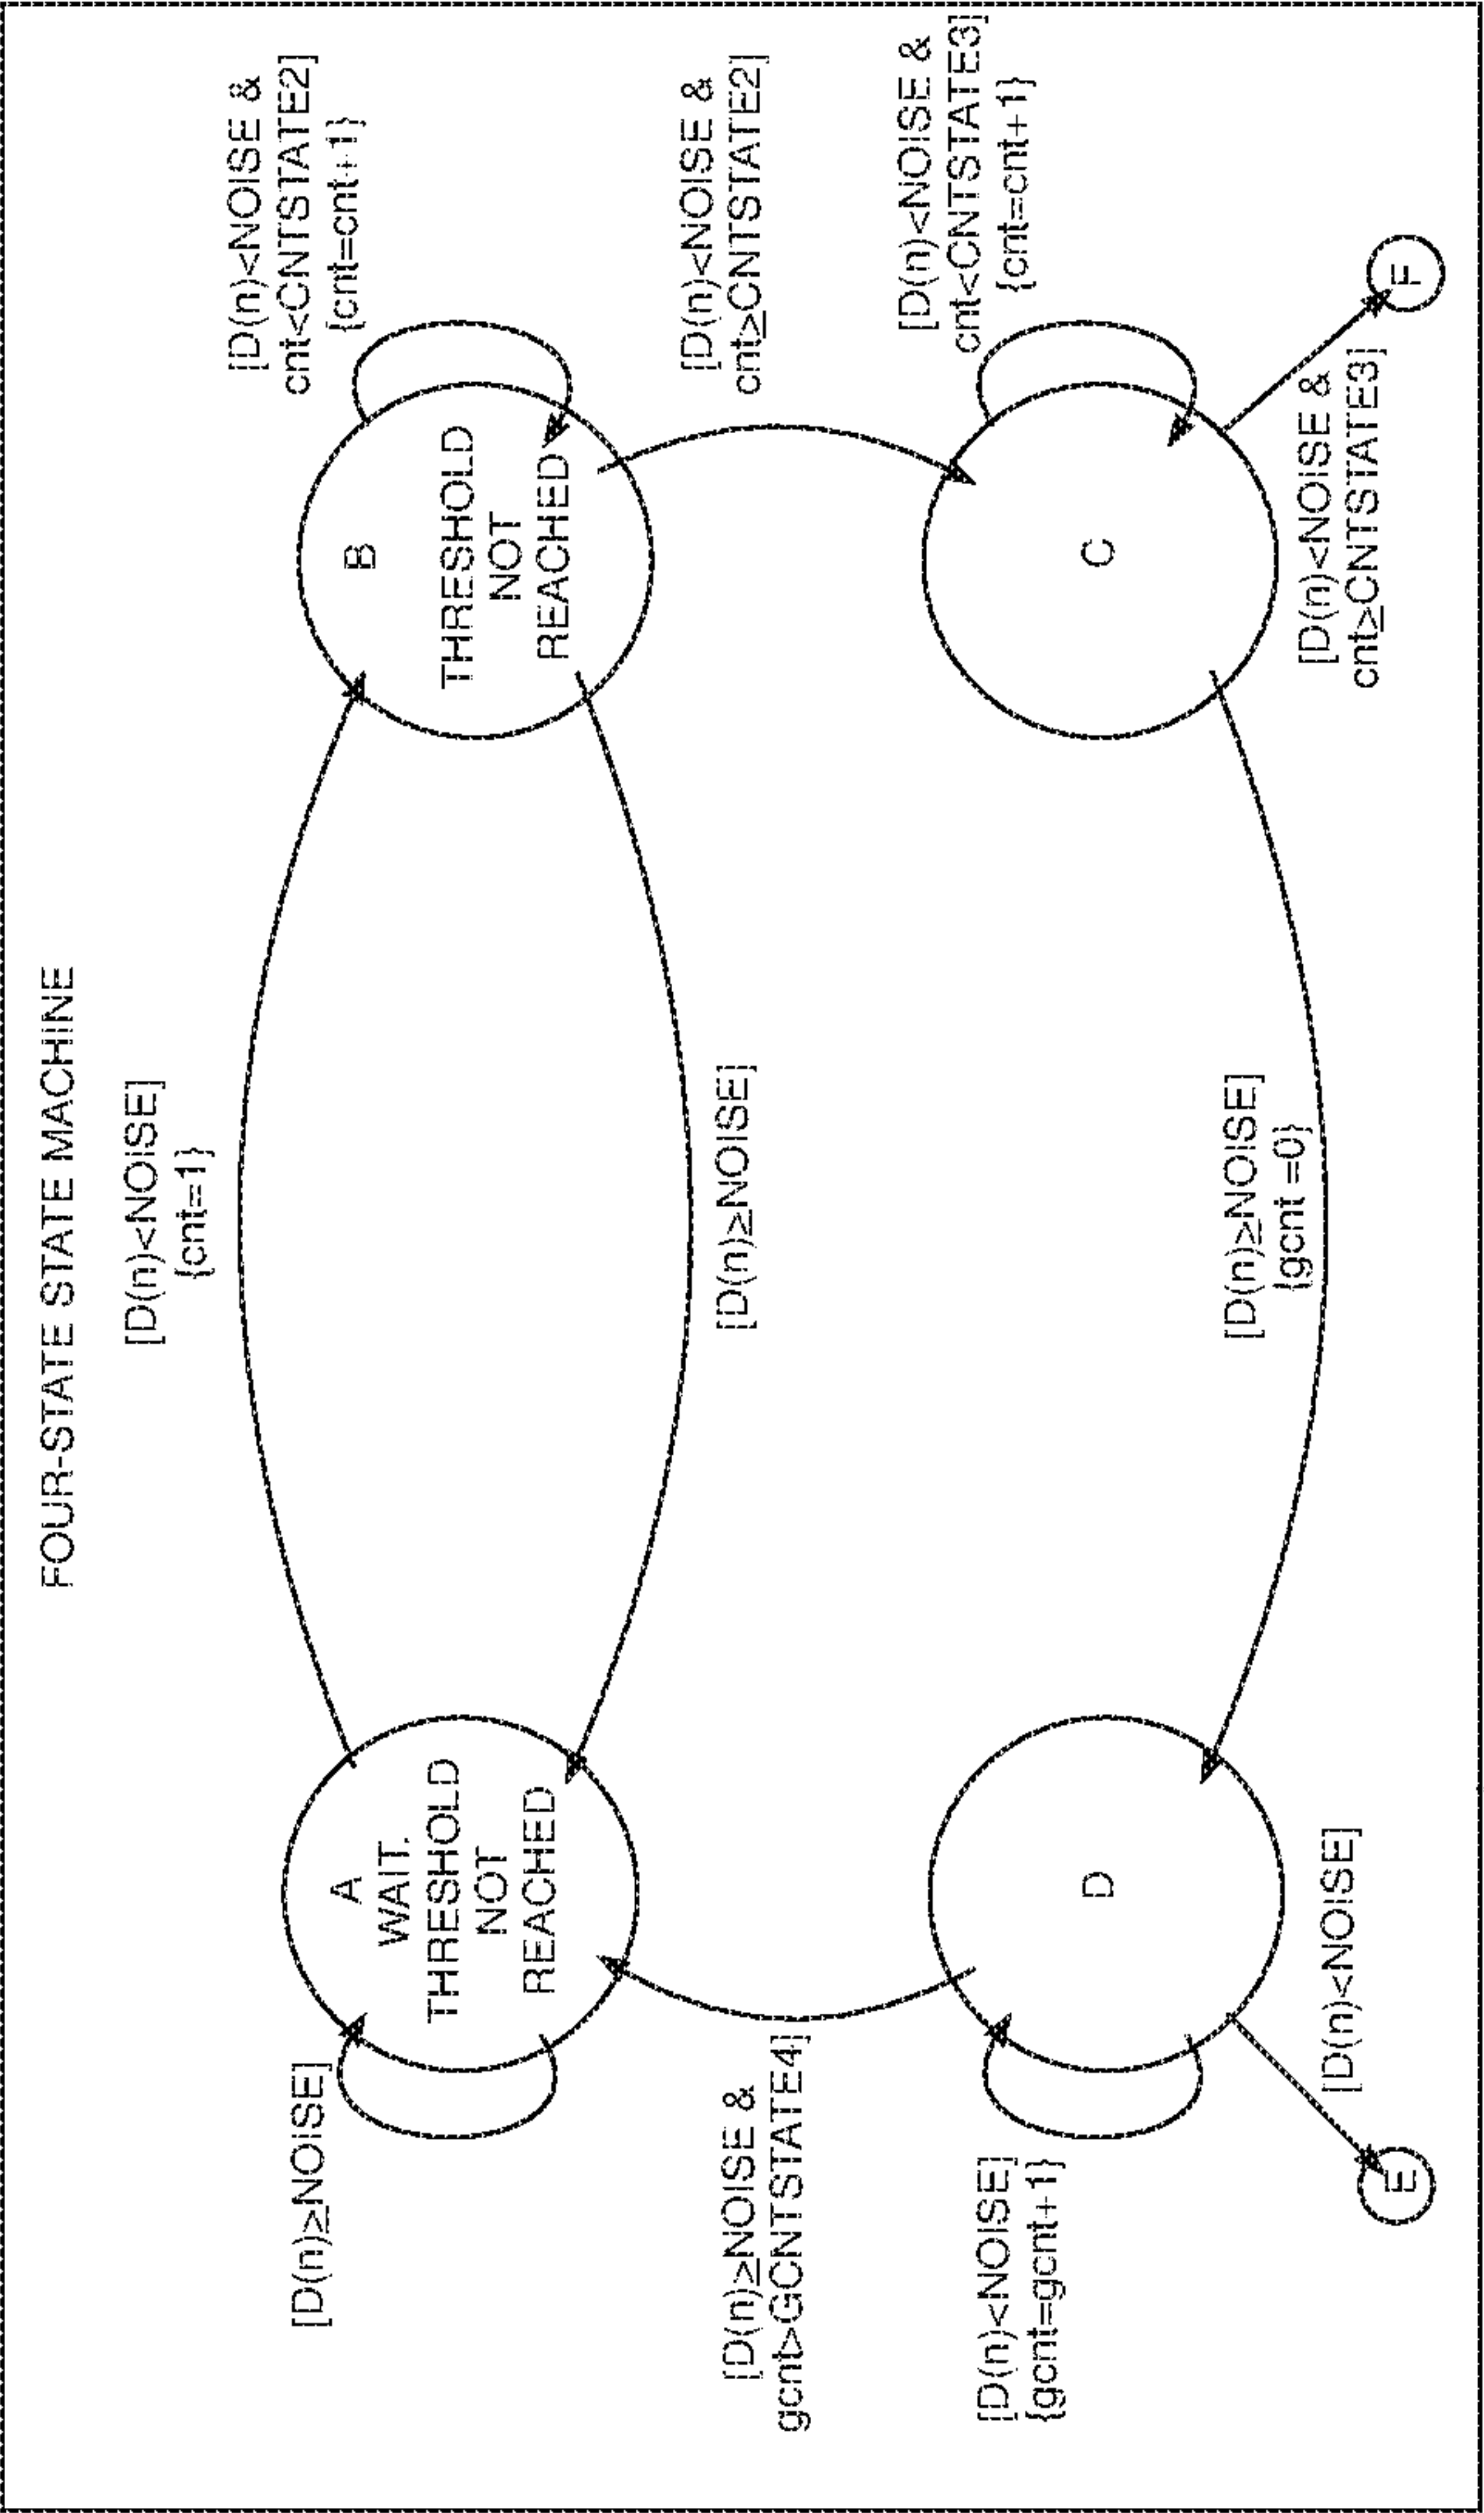 FOUR-STATE STATE MACHINE
[D(n)<NOISE]
{cnt=1}
[D(n)≥NOISE]
A
WAIT.
THRESHOLD
NOT
REACHED
B
THRESHOLD
NOT
REACHED
[D(n)<NOISE &
cnt<CNTSTATE2]
{cnt=cnt+1}
[D(n)≥NOISE]
[D(n)≥NOISE &
gcnt>GCNTSTATE4]
[D(n)<NOISE &
cnt≥CNTSTATE2]
[D(n)<NOISE]
{gcnt=gcnt+1}
D
C
[D(n)<NOISE &
cnt<CNTSTATE3]
{cnt=cnt+1}
[D(n)≥NOISE]
{gcnt =0}
E
[D(n)<NOISE]
[D(n)<NOISE &
cnt≥CNTSTATE3]
F